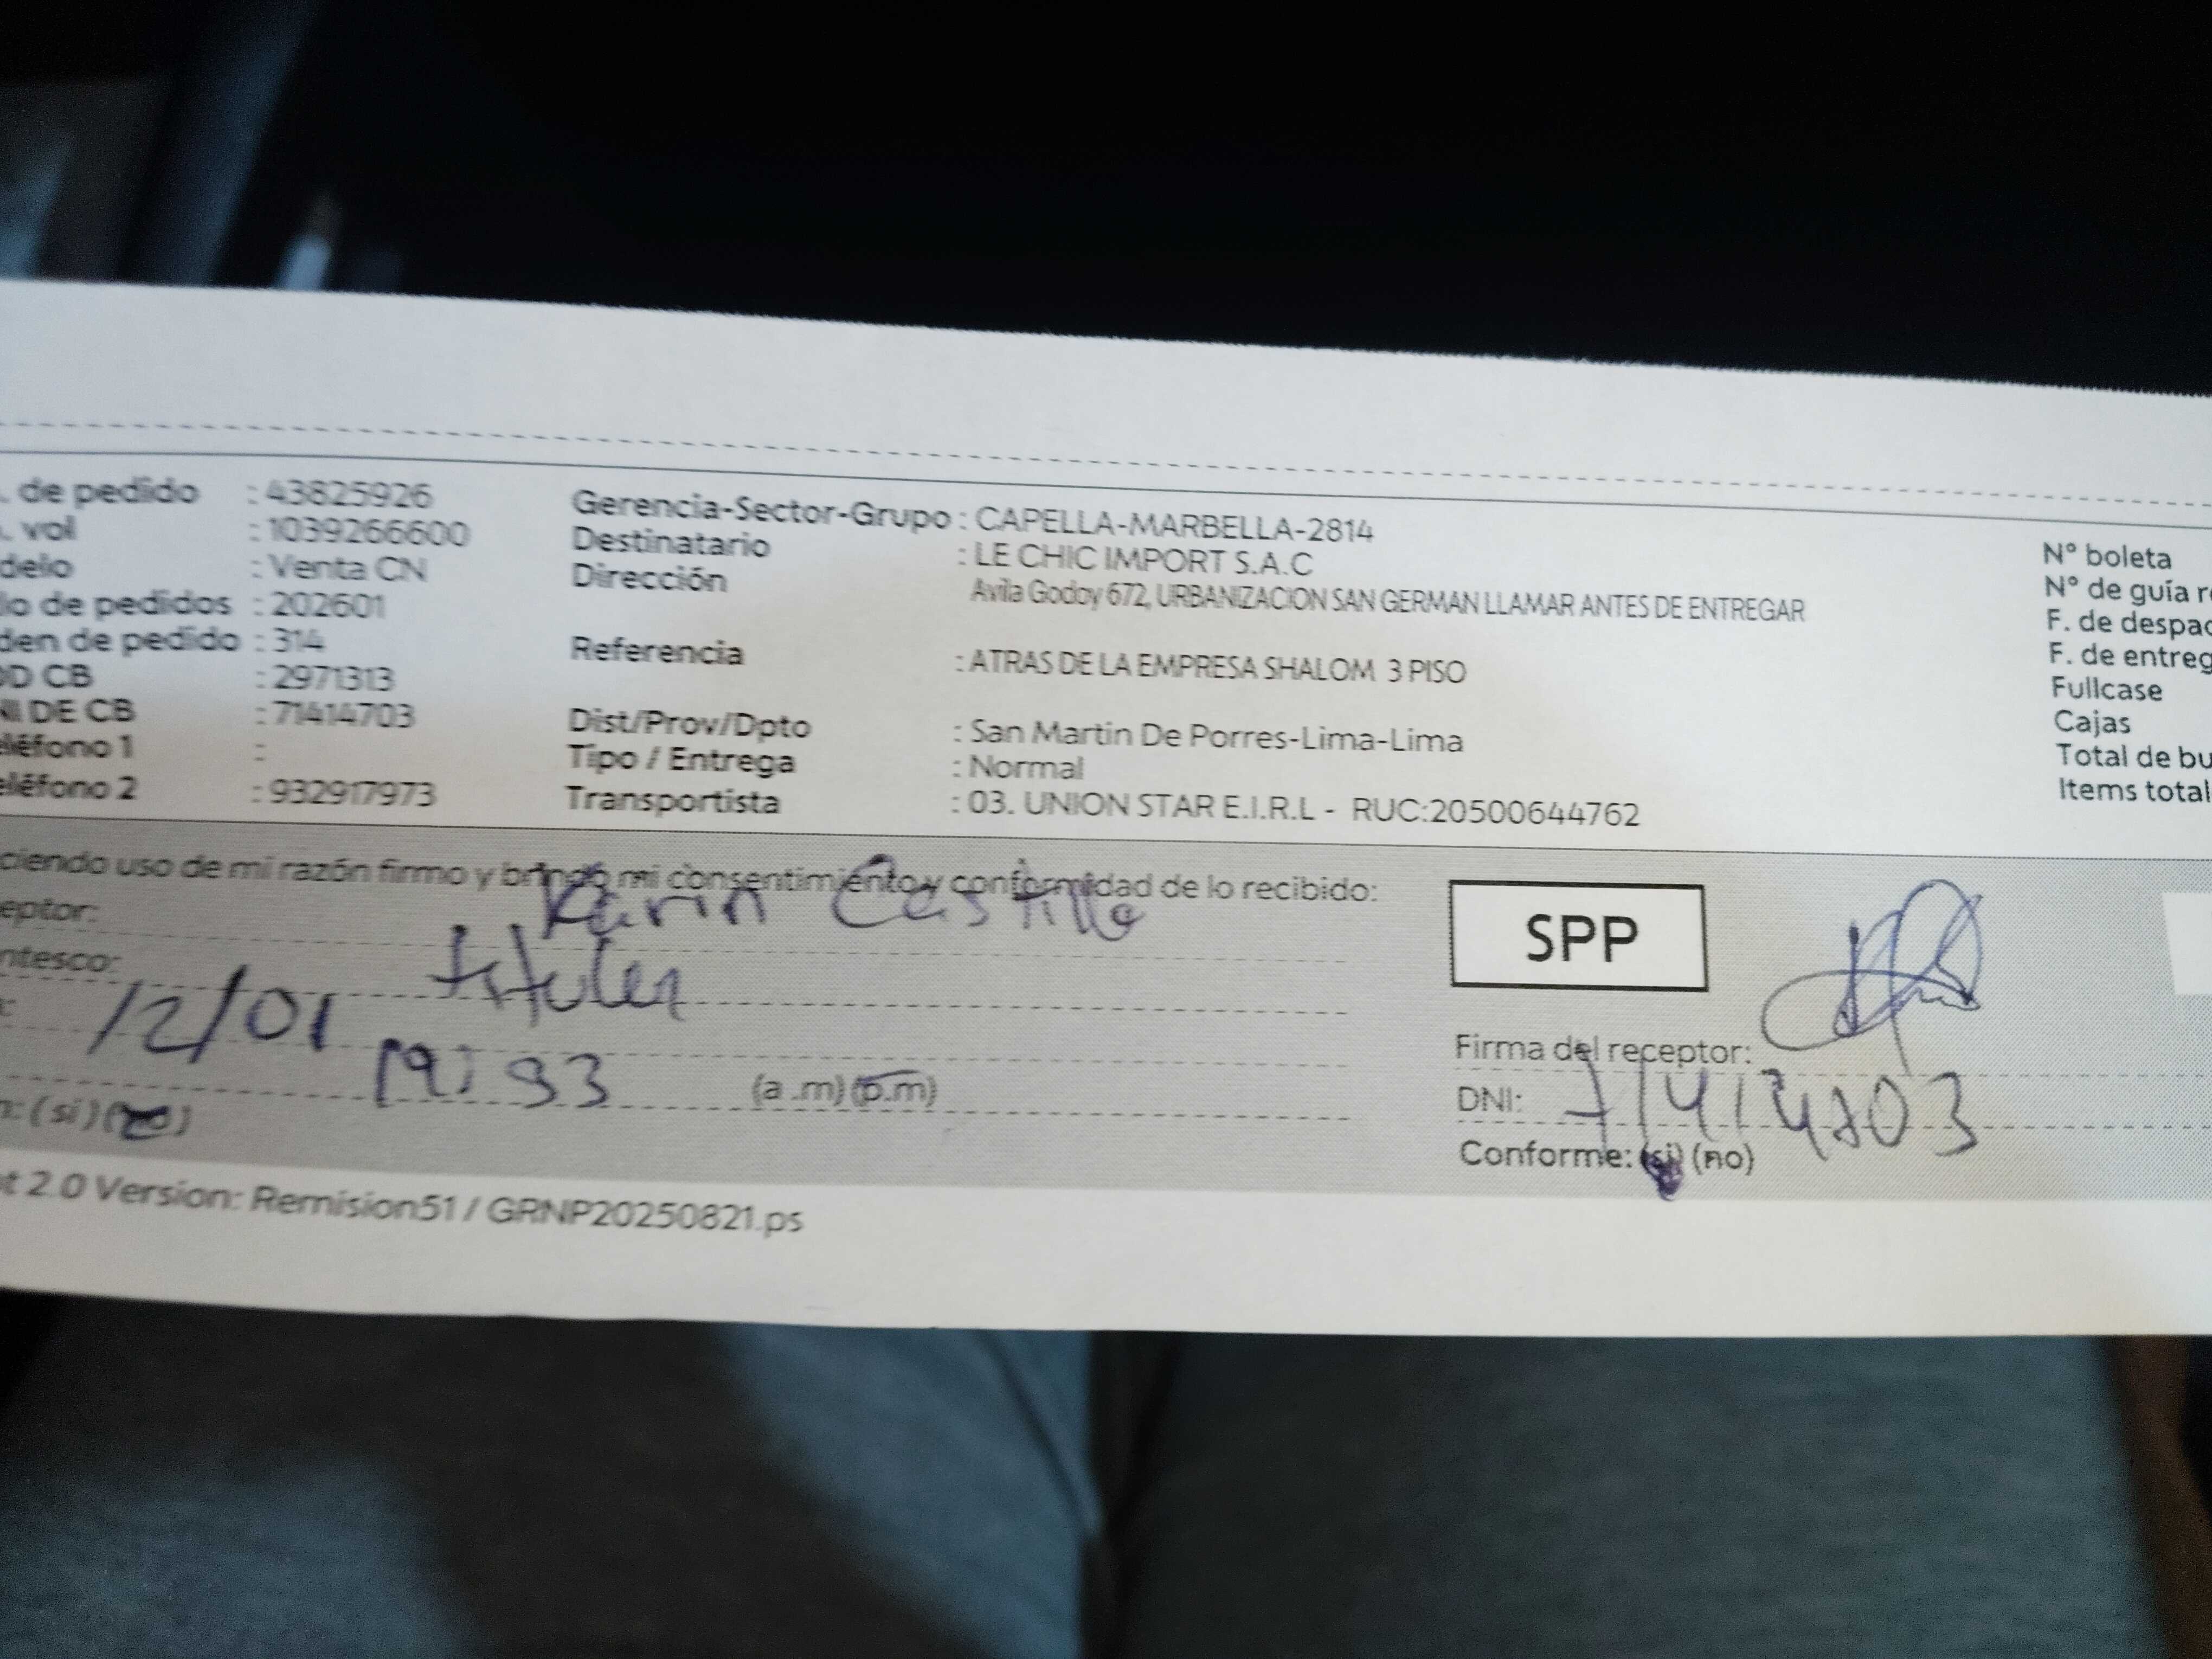 . de pedido : 43825926
. vol : 1039266600
delo : Venta CN
lo de pedidos : 202601
den de pedido : 314
OD CB : 2971313
NI DE CB : 71414703
eléfono 1 :
eléfono 2 : 932917973
Gerencia-Sector-Grupo : CAPELLA-MARBELLA-2814
Destinatario : LE CHIC IMPORT S.A.C
Dirección Avila Godoy 672, URBANIZACION SAN GERMAN LLAMAR ANTES DE ENTREGAR
Referencia : ATRAS DE LA EMPRESA SHALOM 3 PISO
Dist/Prov/Dpto : San Martin De Porres-Lima-Lima
Tipo / Entrega : Normal
Transportista : 03. UNION STAR E.I.R.L - RUC:20500644762
N° boleta
N° de guía r
F. de despac
F. de entreg
Fullcase
Cajas
Total de bu
Items total
ciendo uso de mi razón firmo y brindo mi consentimiento y conformidad de lo recibido:
eptor: Karin Castillo
ntesco: titular
12/01
(a .m) (p.m)
n: (si) (no)
SPP
Firma del receptor:
DNI: 71414703
Conforme: (si) (no)
t 2.0 Version: Remision51 / GRNP20250821.ps